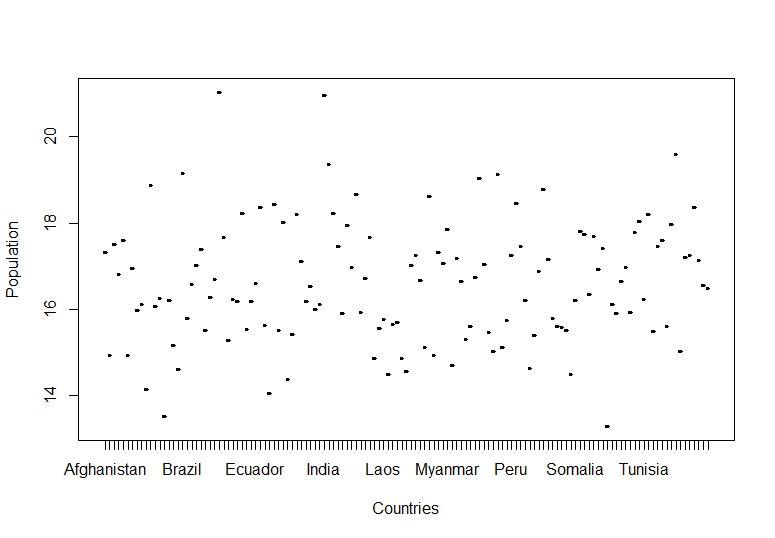 20
18
16
14
Population
Afghanistan Brazil Ecuador India Laos Myanmar Peru Somalia Tunisia
Countries